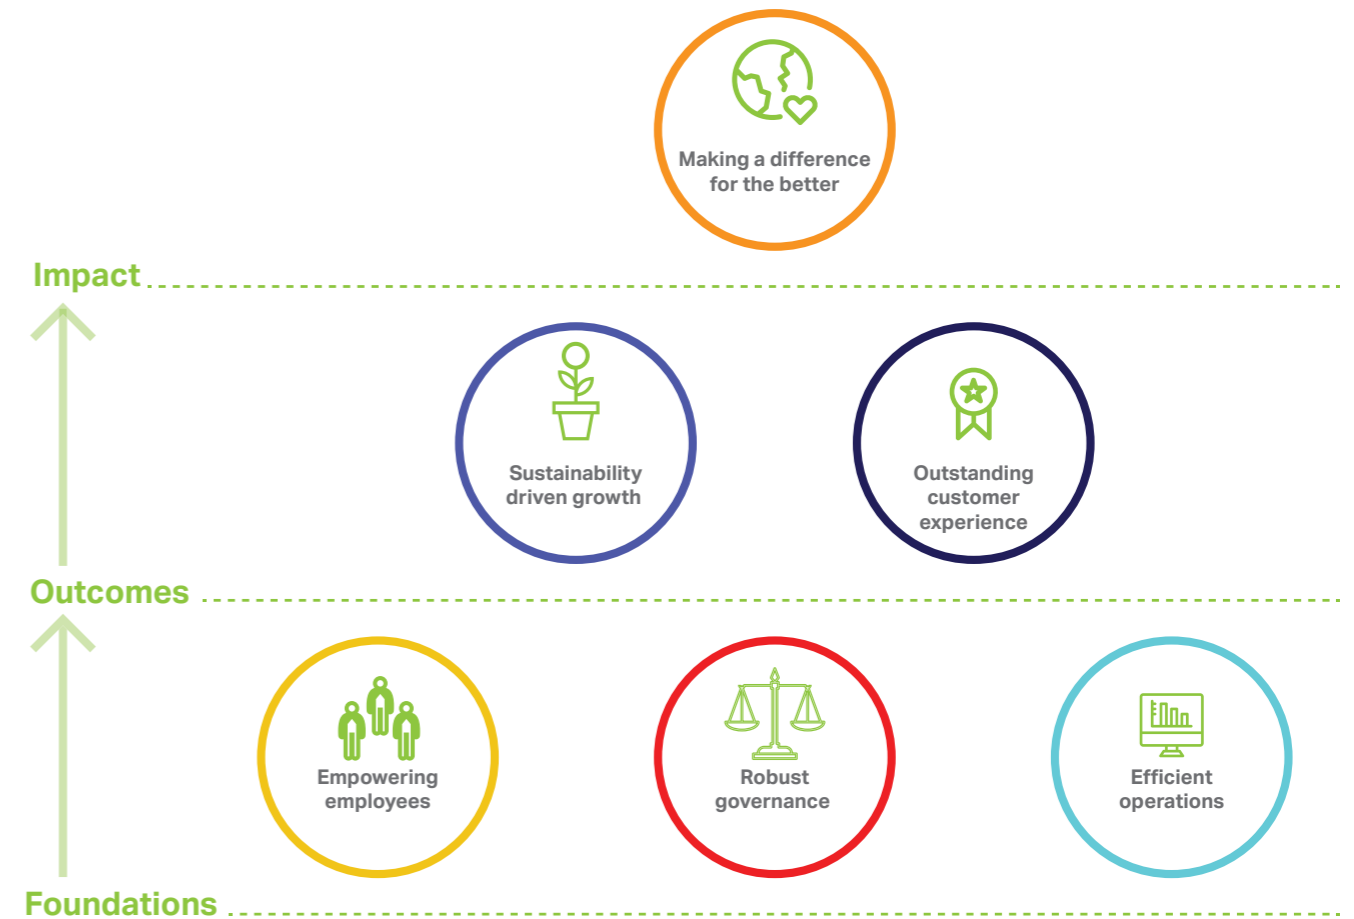 Making a difference
for the better
Impact
Sustainability
driven growth
Outstanding
customer
experience
Outcomes
Empowering
employees
Robust
governance
Efficient
operations
Foundations